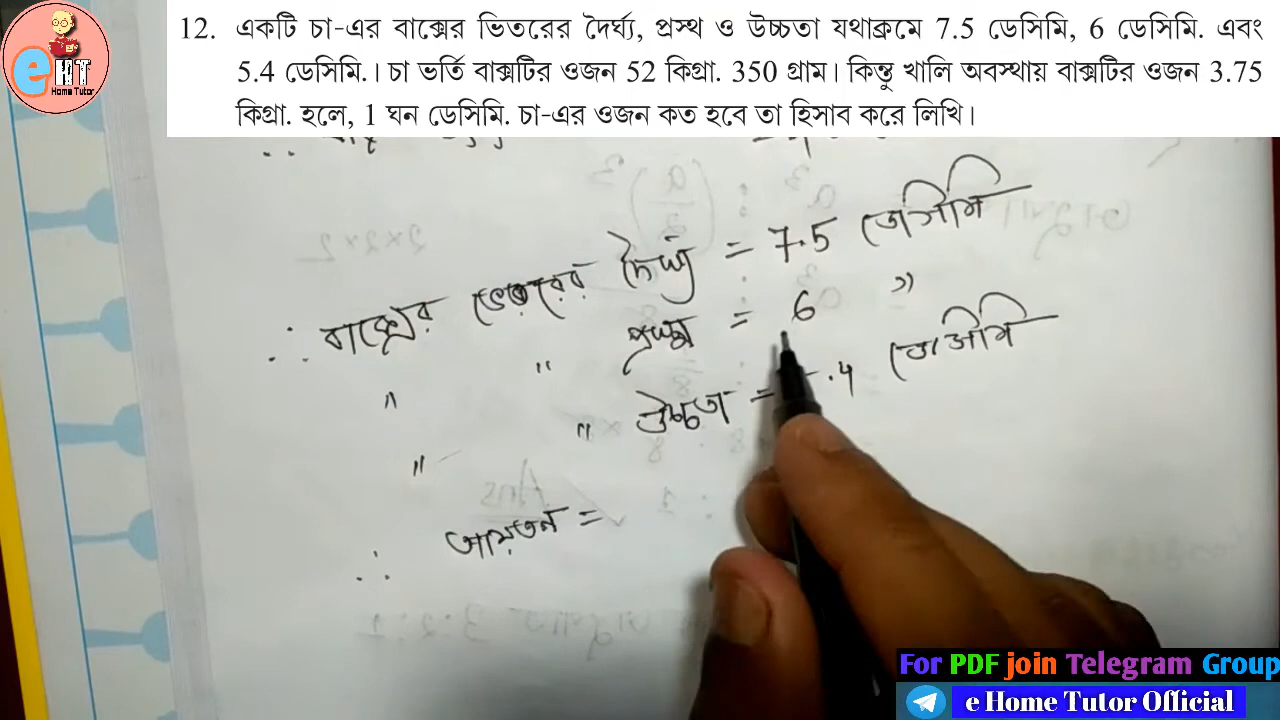 12. একটি চা-এর বাক্সের ভিতরের দৈর্ঘ্য, প্রস্থ ও উচ্চতা যথাক্রমে 7.5 ডেসিমি, 6 ডেসিমি. এবং
5.4 ডেসিমি.। চা ভর্তি বাক্সটির ওজন 52 কিগ্রা. 350 গ্রাম। কিন্তু খালি অবস্থায় বাক্সটির ওজন 3.75
কিগ্রা. হলে, 1 ঘন ডেসিমি. চা-এর ওজন কত হবে তা হিসাব করে লিখি।
e HT
Home Tutor
∴ বাক্সের ভেতরের দৈর্ঘ্য = 7.5 ডেসিমি
" " প্রস্থ = 6 "
" " উচ্চতা = .4 ডেসিমি
∴ আয়তন =
For PDF join Telegram Group
e Home Tutor Official